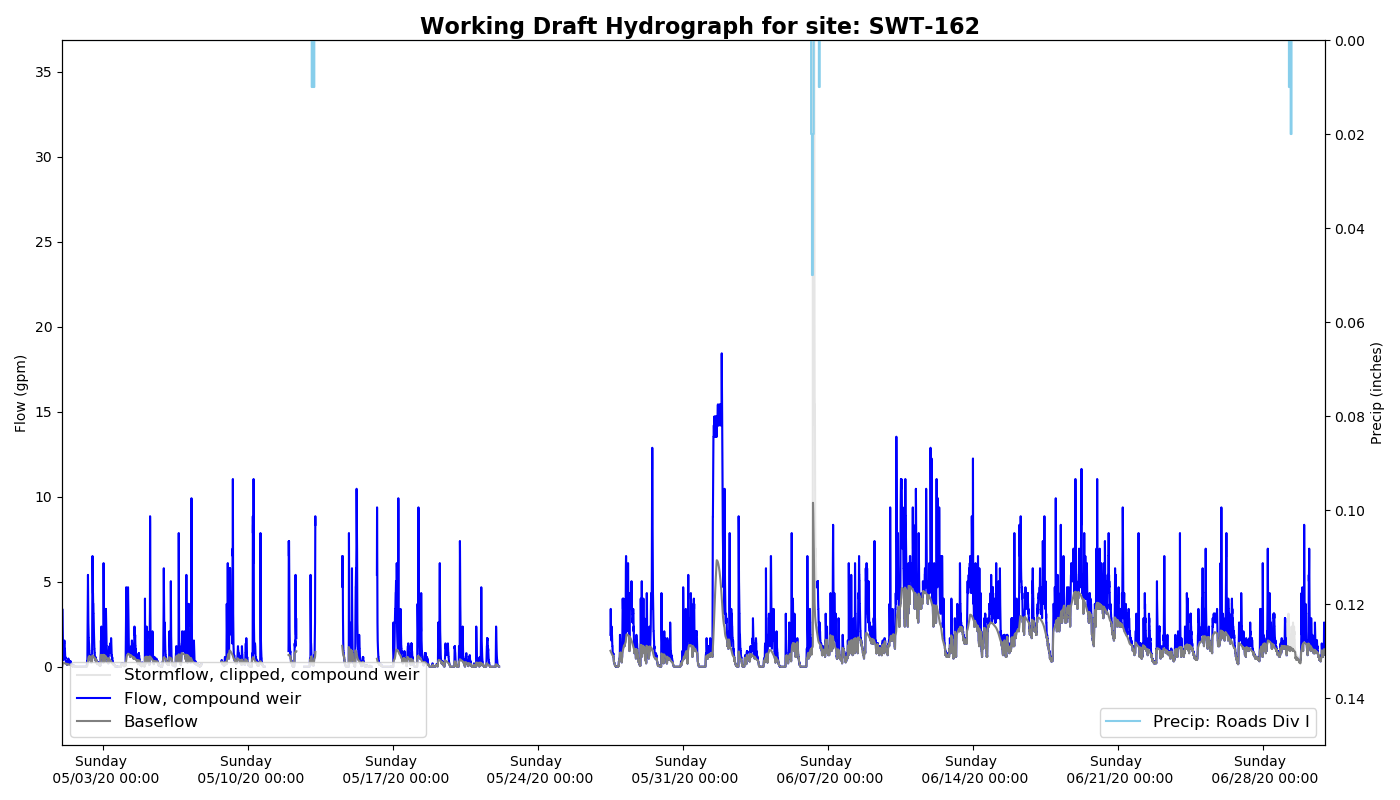 Working Draft Hydrograph for site: SWT-162
Flow (gpm)
35
30
25
20
15
10
5
0
0.00
0.02
0.04
0.06
0.08
0.10
0.12
0.14
Precip (inches)
Stormflow, clipped, compound weir
Flow, compound weir
Baseflow
Precip: Roads Div I
Sunday
05/03/20 00:00
Sunday
05/10/20 00:00
Sunday
05/17/20 00:00
Sunday
05/24/20 00:00
Sunday
05/31/20 00:00
Sunday
06/07/20 00:00
Sunday
06/14/20 00:00
Sunday
06/21/20 00:00
Sunday
06/28/20 00:00